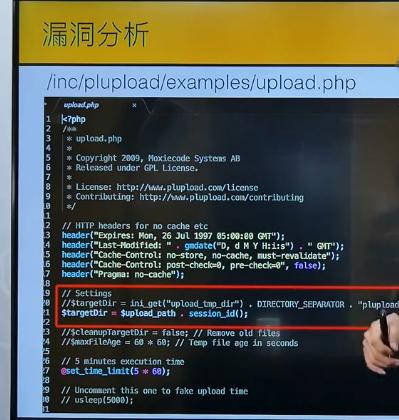 漏洞分析
/inc/plupload/examples/upload.php
upload.php ×
1 <?php
2 /**
3 * upload.php
4 *
5 * Copyright 2009, Moxiecode Systems AB
6 * Released under GPL License.
7 *
8 * License: http://www.plupload.com/license
9 * Contributing: http://www.plupload.com/contributing
10 */
11
12 // HTTP headers for no cache etc
13 header("Expires: Mon, 26 Jul 1997 05:00:00 GMT");
14 header("Last-Modified: " . gmdate("D, d M Y H:i:s") . " GMT");
15 header("Cache-Control: no-store, no-cache, must-revalidate");
16 header("Cache-Control: post-check=0, pre-check=0", false);
17 header("Pragma: no-cache");
18
19 // Settings
20 //$targetDir = ini_get("upload_tmp_dir") . DIRECTORY_SEPARATOR . "plupload
21 $targetDir = $upload_path . session_id();
22
23 //$cleanupTargetDir = false; // Remove old files
24 //$maxFileAge = 60 * 60; // Temp file age in seconds
25
26 // 5 minutes execution time
27 @set_time_limit(5 * 60);
28
29 // Uncomment this one to fake upload time
30 // usleep(5000);
31